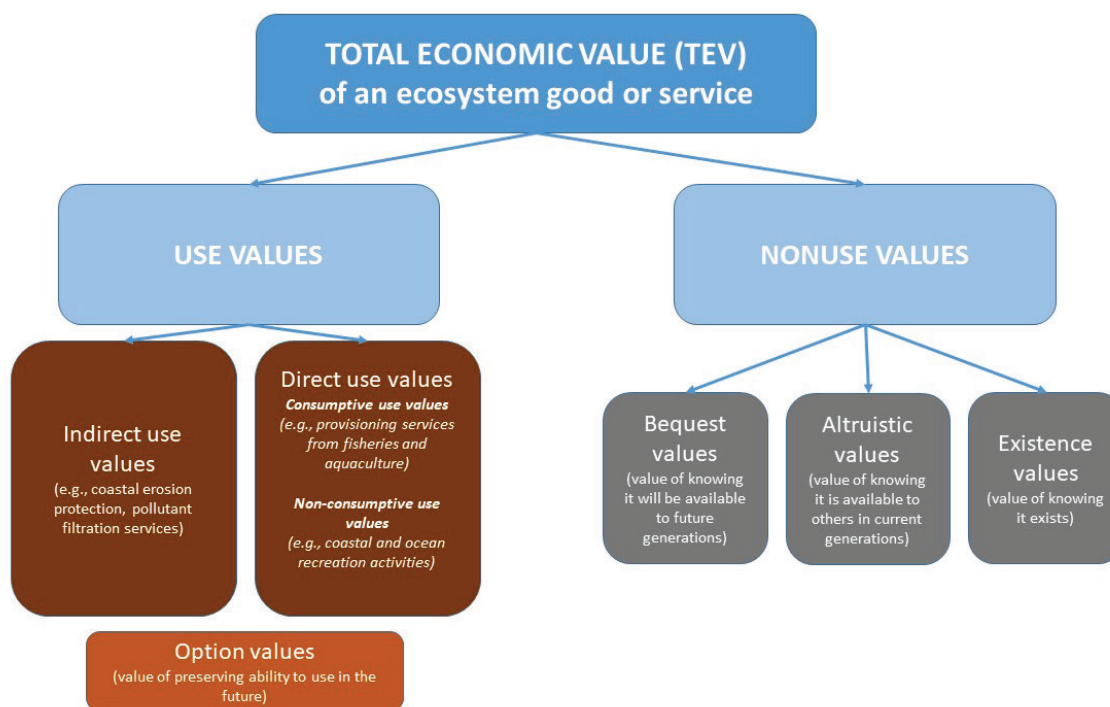 TOTAL ECONOMIC VALUE (TEV)
of an ecosystem good or service
USE VALUES
NONUSE VALUES
Indirect use
values
(e.g., coastal erosion
protection, pollutant
filtration services)
Direct use values
Consumptive use values
(e.g., provisioning services
from fisheries and
aquaculture)
Non-consumptive use
values
(e.g., coastal and ocean
recreation activities)
Bequest
values
(value of knowing
it will be available
to future
generations)
Altruistic
values
(value of knowing
it is available to
others in current
generations)
Existence
values
(value of knowing
it exists)
Option values
(value of preserving ability to use in the
future)